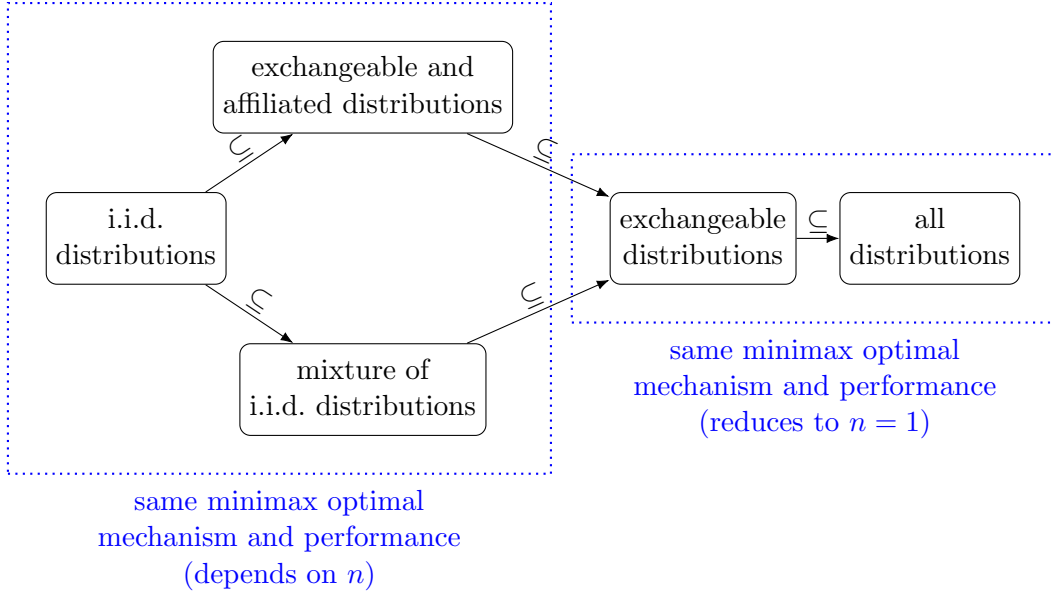 exchangeable and
affiliated distributions
⊆
⊆
i.i.d.
distributions
exchangeable
distributions
⊆
all
distributions
⊆
⊆
mixture of
i.i.d. distributions
same minimax optimal
mechanism and performance
(reduces to n = 1)
same minimax optimal
mechanism and performance
(depends on n)